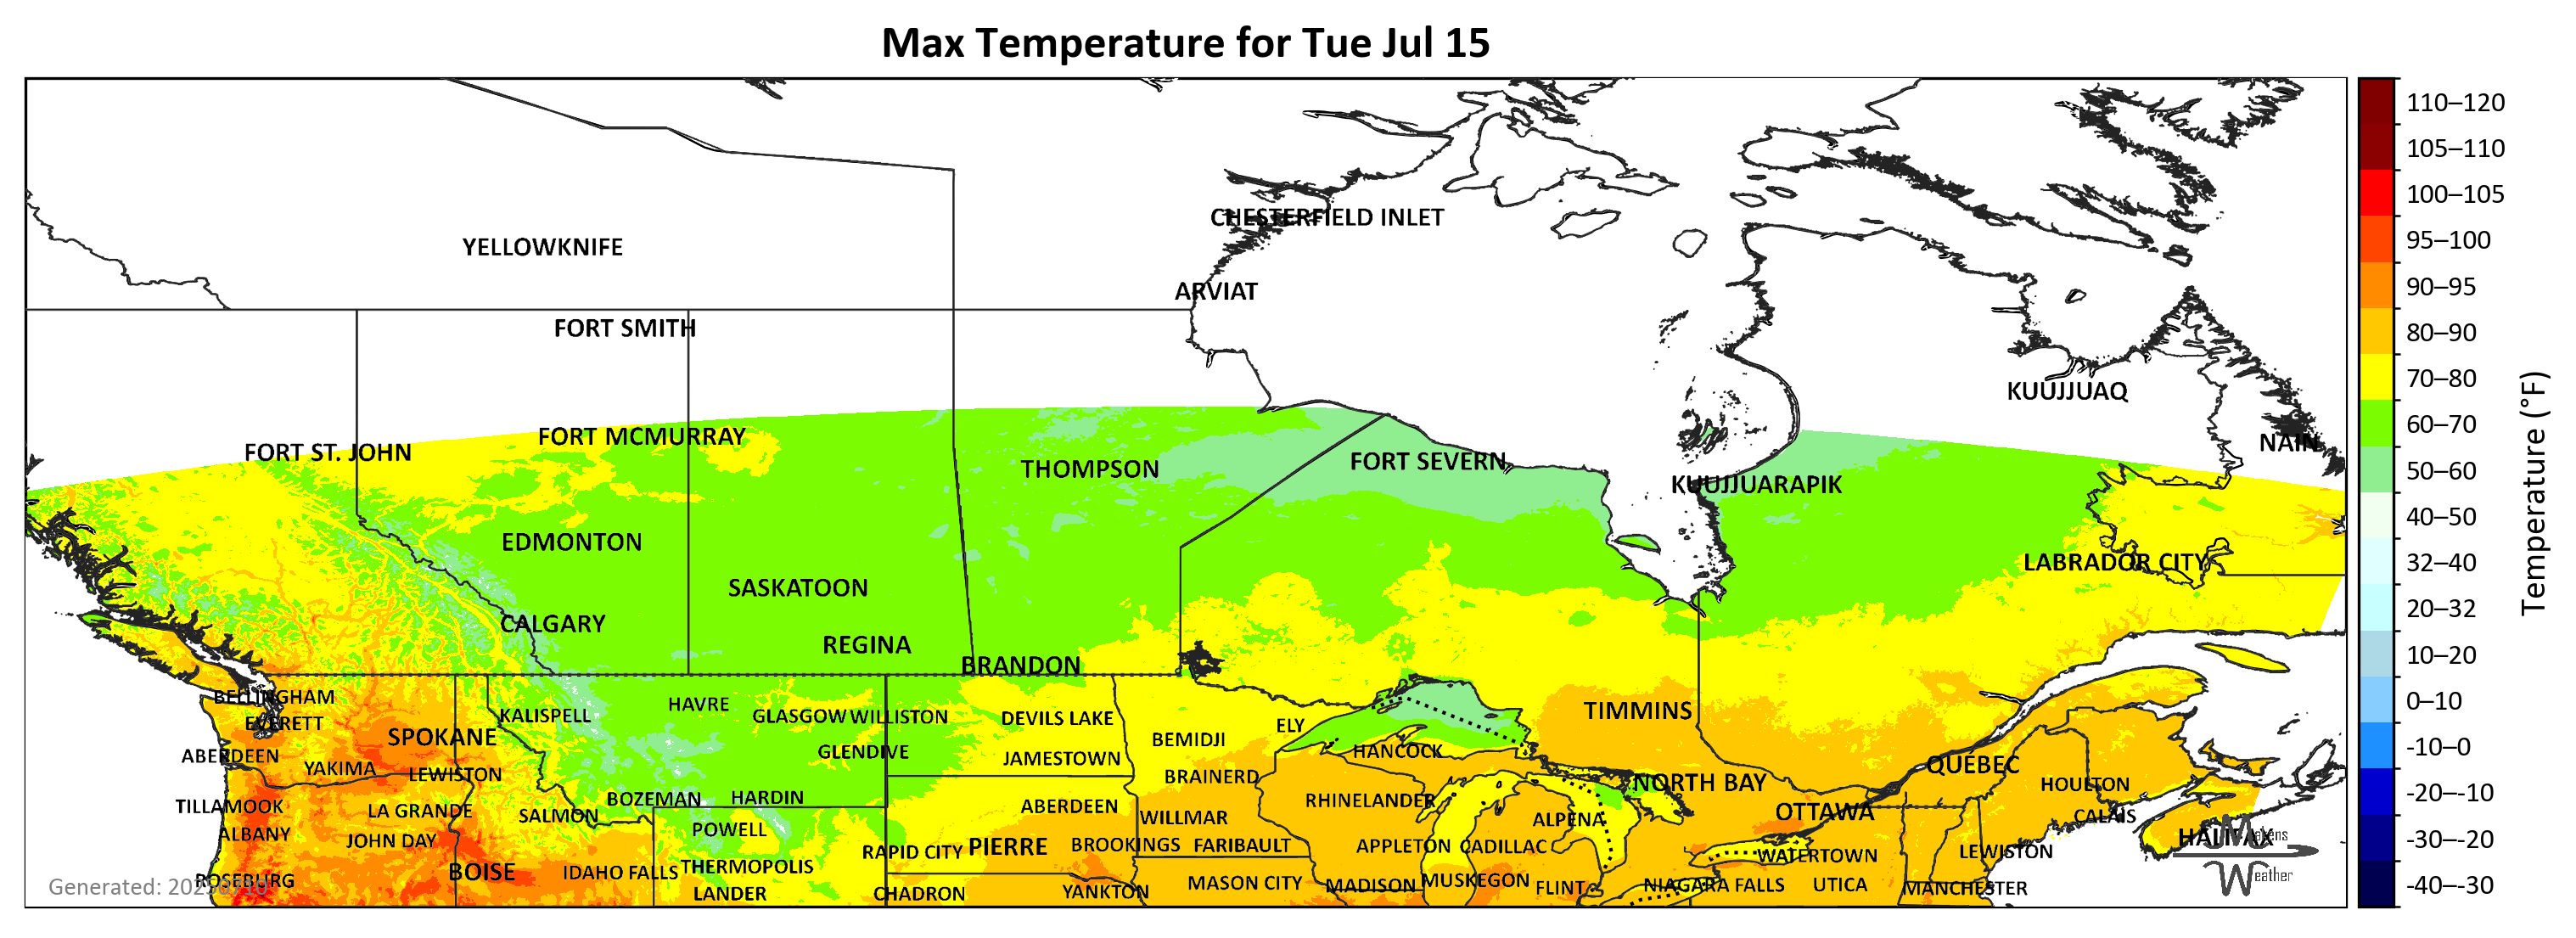 Max Temperature for Tue Jul 15
CHESTERFIELD INLET
YELLOWKNIFE
ARVIAT
FORT SMITH
KUUJJUAQ
FORT MCMURRAY
NAIN
FORT ST. JOHN
FORT SEVERN
THOMPSON
KUUJJUARAPIK
EDMONTON
LABRADOR CITY
SASKATOON
CALGARY
REGINA
BRANDON
BELLINGHAM
HAVRE
TIMMINS
KALISPELL
GLASGOW
WILLISTON
DEVILS LAKE
EVERETT
ELY
SPOKANE
BEMIDJI
HANCOCK
GLENDIVE
ABERDEEN
JAMESTOWN
QUÉBEC
YAKIMA
LEWISTON
BRAINERD
NORTH BAY
HOULTON
BOZEMAN
HARDIN
RHINELANDER
TILLAMOOK
ABERDEEN
LA GRANDE
SALMON
WILLMAR
OTTAWA
CALAIS
ALPENA
POWELL
ALBANY
JOHN DAY
HALIFAX
RAPID CITY
PIERRE
BROOKINGS
FARIBAULT
APPLETON
CADILLAC
LEWISTON
WATERTOWN
THERMOPOLIS
BOISE
IDAHO FALLS
ROSEBURG
MASON CITY
MADISON
MUSKEGON
FLINT
NIAGARA FALLS
UTICA
MANCHESTER
LANDER
CHADRON
YANKTON
Generated:
Weather
110–120
105–110
100–105
95–100
90–95
80–90
70–80
60–70
50–60
40–50
32–40
20–32
10–20
0–10
-10–0
-20–-10
-30–-20
-40–-30
Temperature (°F)